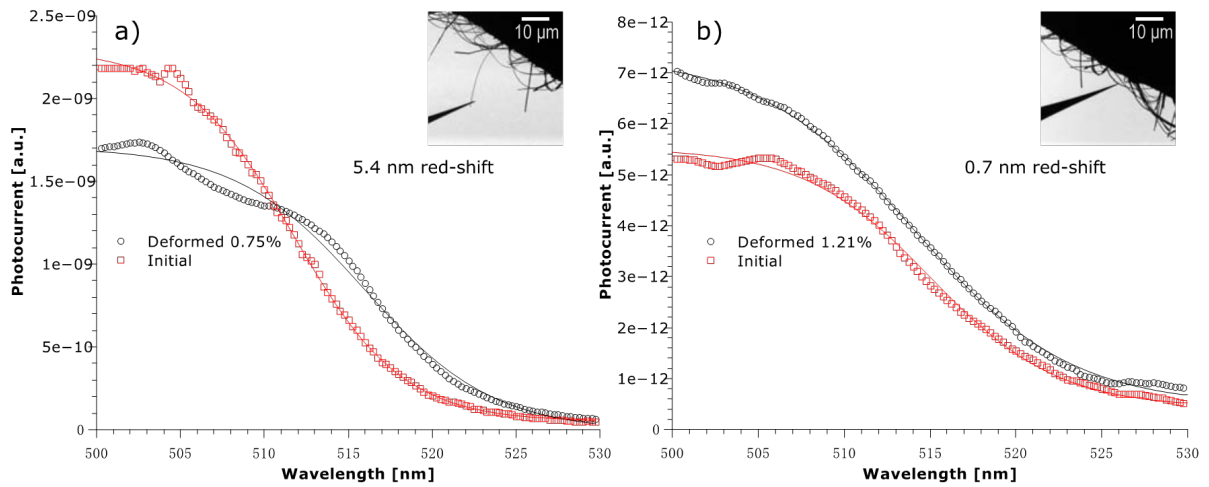 a)
10 μm
5.4 nm red-shift
Deformed 0.75%
Initial
Photocurrent [a.u.]
2.5e−09
2e−09
1.5e−09
1e−09
5e−10
0
500 505 510 515 520 525 530
Wavelength [nm]
b)
10 μm
0.7 nm red-shift
Deformed 1.21%
Initial
Photocurrent [a.u.]
8e−12
7e−12
6e−12
5e−12
4e−12
3e−12
2e−12
1e−12
0
500 505 510 515 520 525 530
Wavelength [nm]